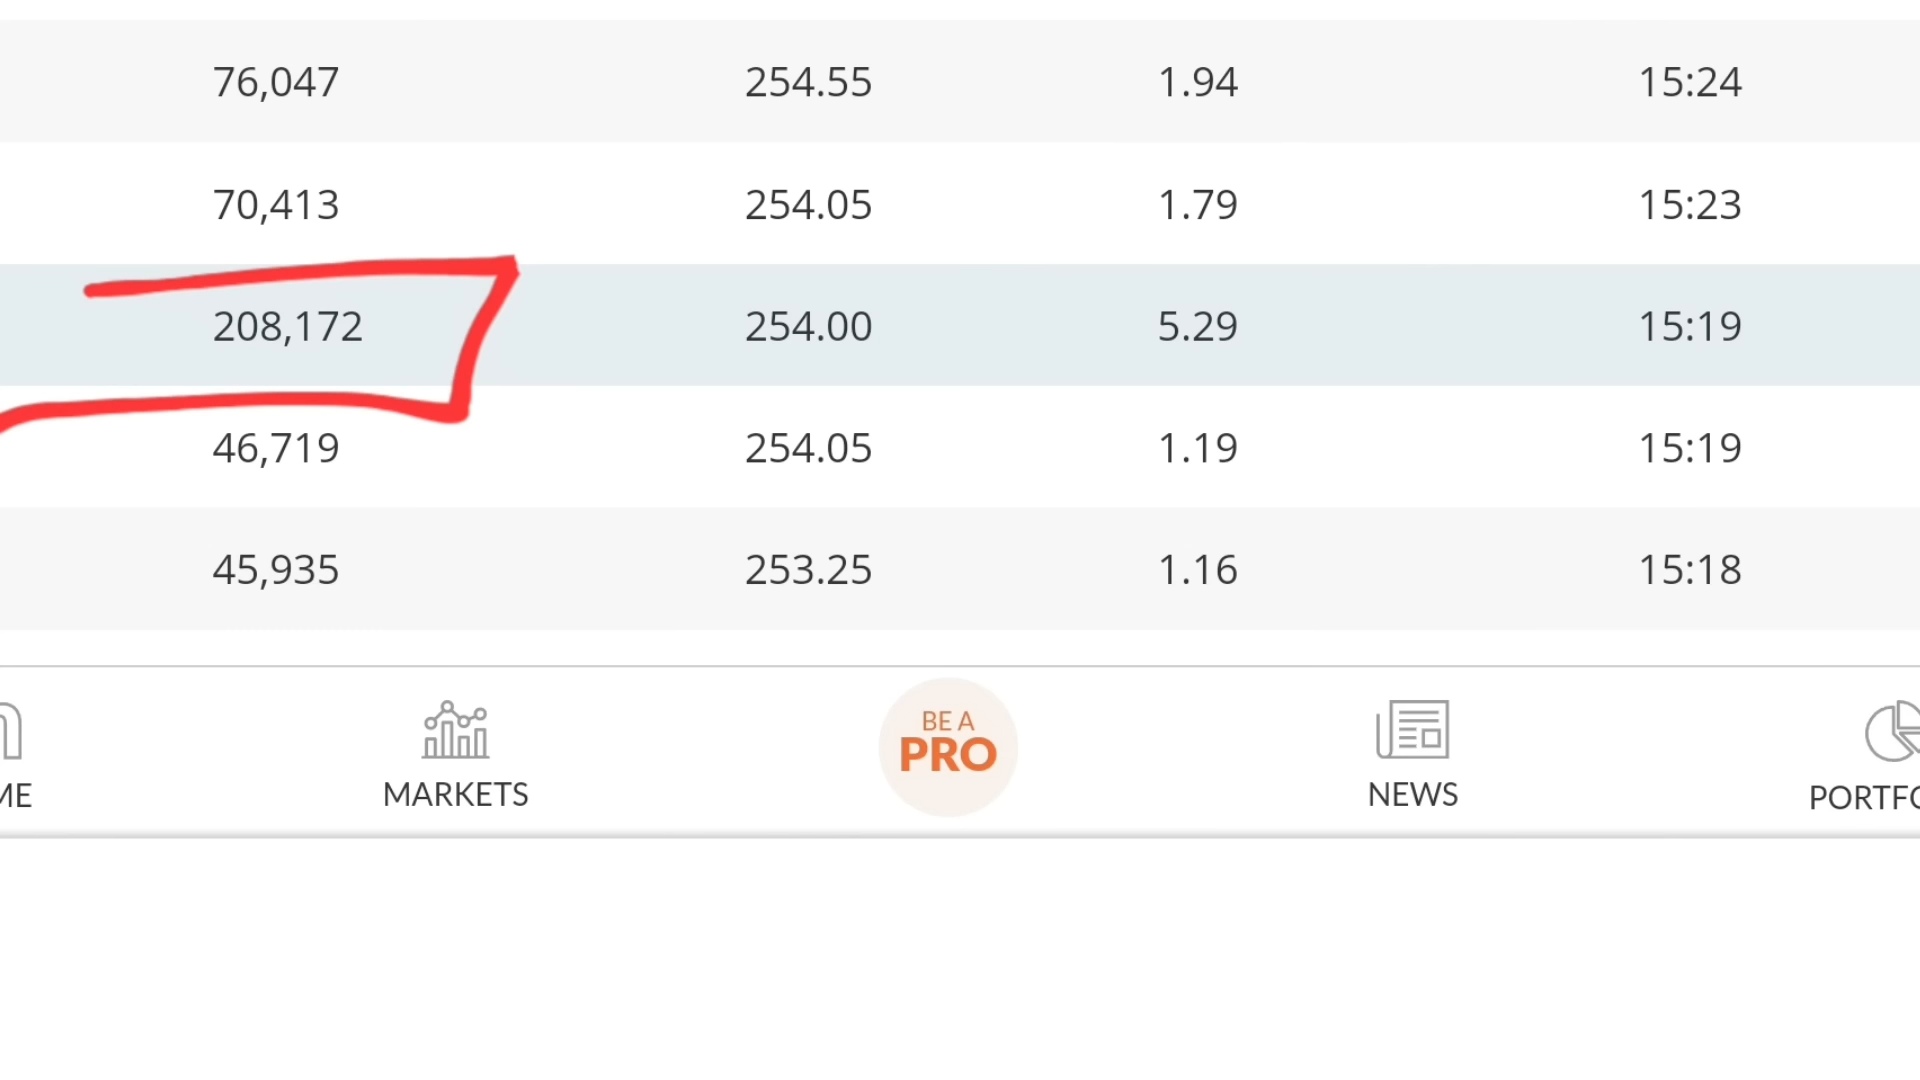 76,047 254.55 1.94 15:24
70,413 254.05 1.79 15:23
208,172 254.00 5.29 15:19
46,719 254.05 1.19 15:19
45,935 253.25 1.16 15:18
BE A
PRO
ME MARKETS NEWS PORTFO